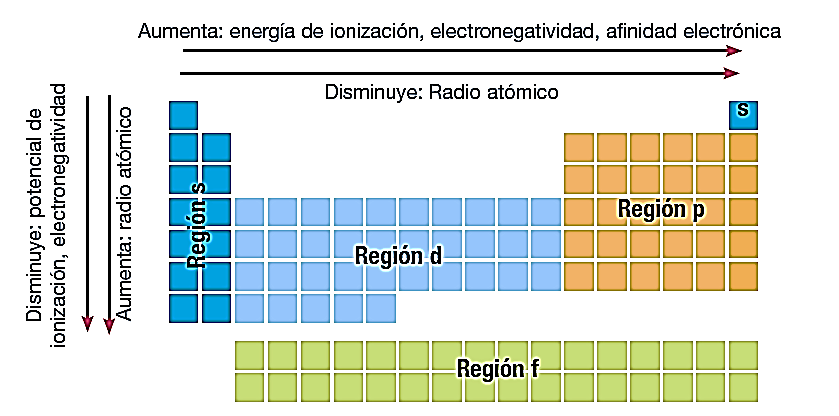 Aumenta: energía de ionización, electronegatividad, afinidad electrónica
Disminuye: Radio atómico
Disminuye: potencial de
ionización, electronegatividad
Aumenta: radio atómico
s
Región s
Región p
Región d
Región f